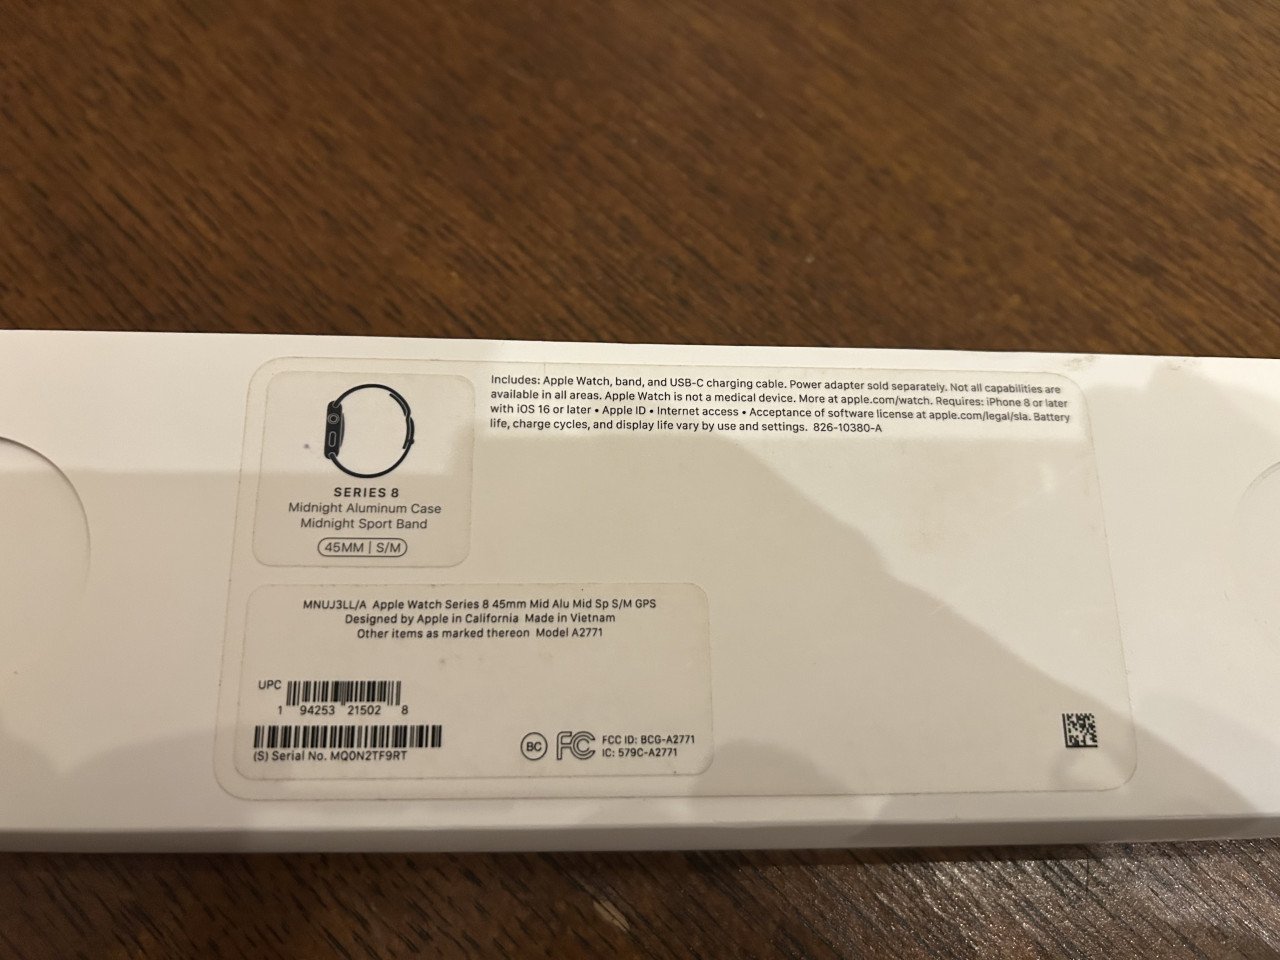 Includes: Apple Watch, band, and USB-C charging cable. Power adapter sold separately. Not all capabilities are
available in all areas. Apple Watch is not a medical device. More at apple.com/watch. Requires: iPhone 8 or later
with iOS 16 or later • Apple ID • Internet access • Acceptance of software license at apple.com/legal/sla. Battery
life, charge cycles, and display life vary by use and settings. 826-10380-A
SERIES 8
Midnight Aluminum Case
Midnight Sport Band
45MM | S/M
MNUJ3LL/A Apple Watch Series 8 45mm Mid Alu Mid Sp S/M GPS
Designed by Apple in California Made in Vietnam
Other items as marked thereon Model A2771
UPC
1 94253 21502 8
(S) Serial No. MQ0N2TF9RT
BC FC FCC ID: BCG-A2771
IC: 579C-A2771